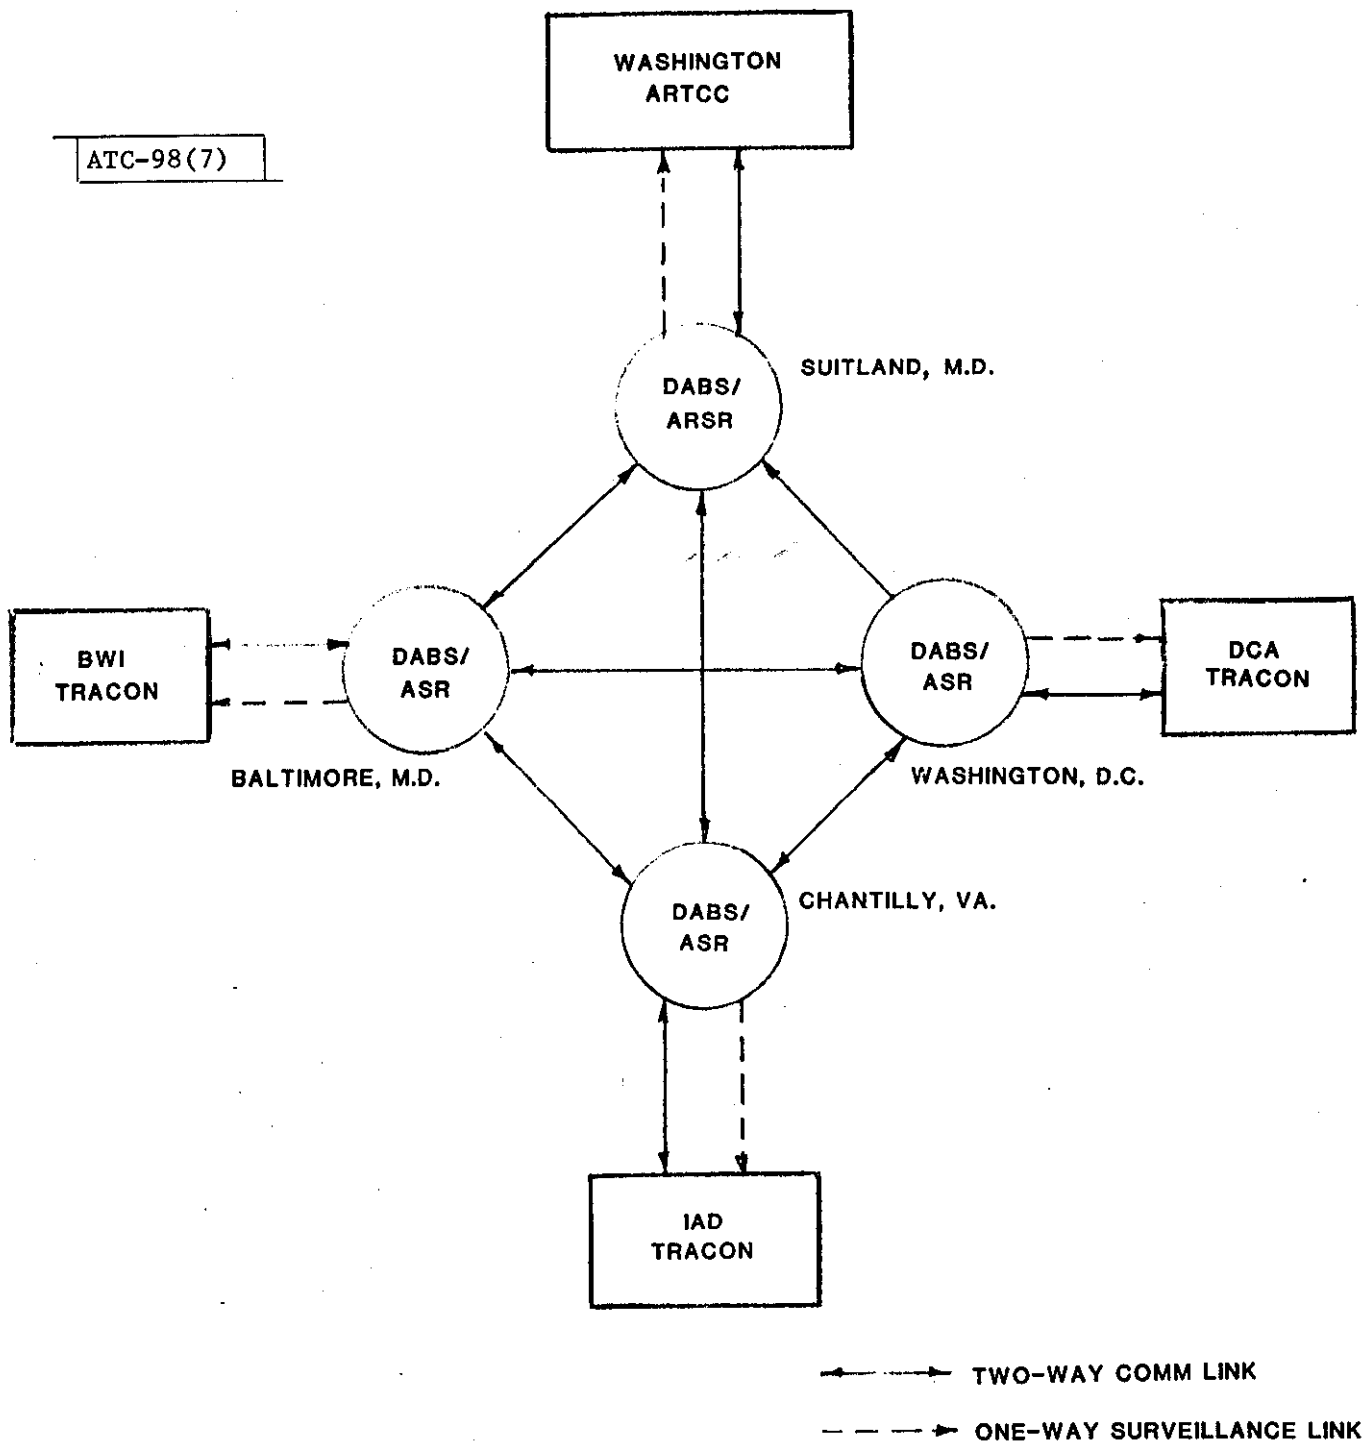 WASHINGTON
ARTCC
ATC-98(7)
SUITLAND, M.D.
DABS/
ARSR
BWI
TRACON
DABS/
ASR
DABS/
ASR
DCA
TRACON
BALTIMORE, M.D.
WASHINGTON, D.C.
DABS/
ASR
CHANTILLY, VA.
IAD
TRACON
TWO-WAY COMM LINK
ONE-WAY SURVEILLANCE LINK